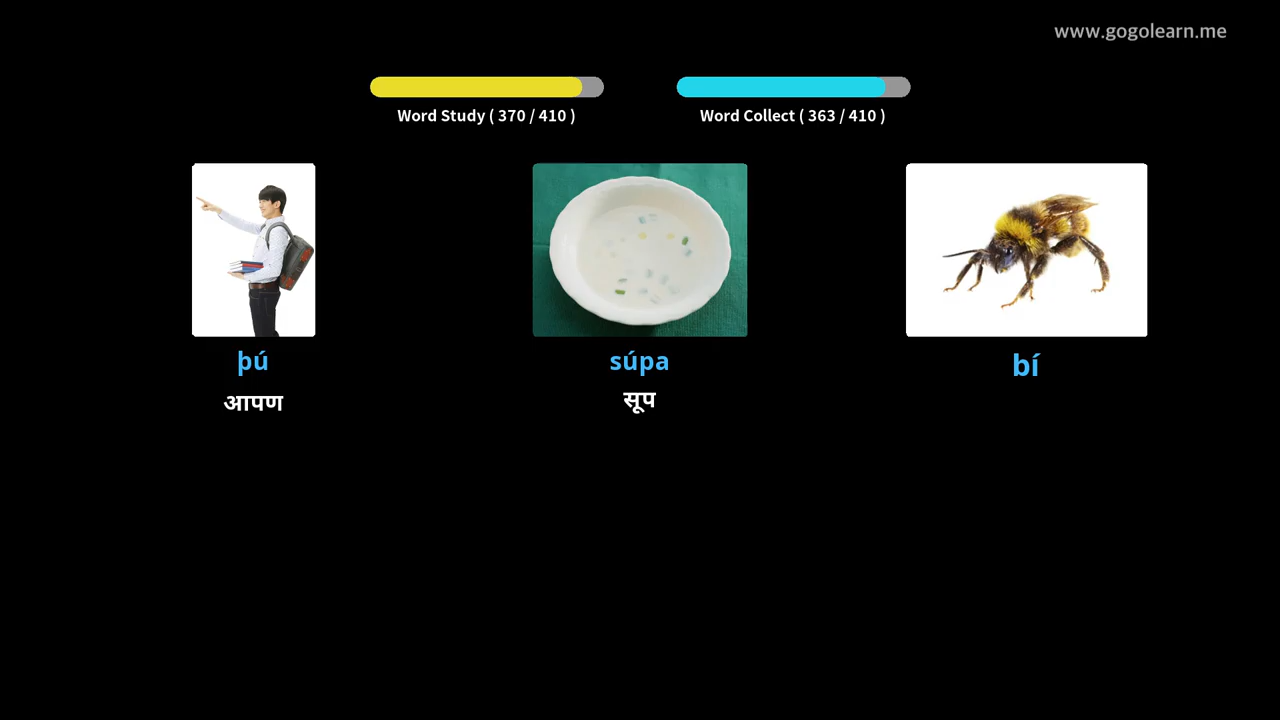 www.gogolearn.me
Word Study ( 370 / 410 )
Word Collect ( 363 / 410 )
þú
súpa
bí
आपण
सूप